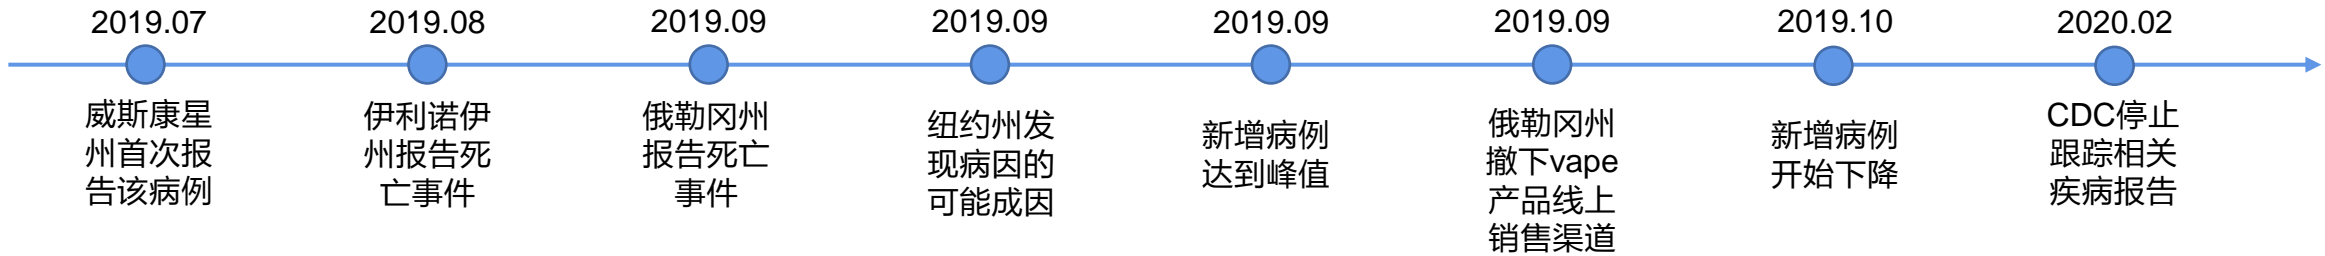 2019.07
威斯康星
州首次报
告该病例
2019.08
伊利诺伊
州报告死
亡事件
2019.09
俄勒冈州
报告死亡
事件
2019.09
纽约州发
现病因的
可能成因
2019.09
新增病例
达到峰值
2019.09
俄勒冈州
撤下vape
产品线上
销售渠道
2019.10
新增病例
开始下降
2020.02
CDC停止
跟踪相关
疾病报告